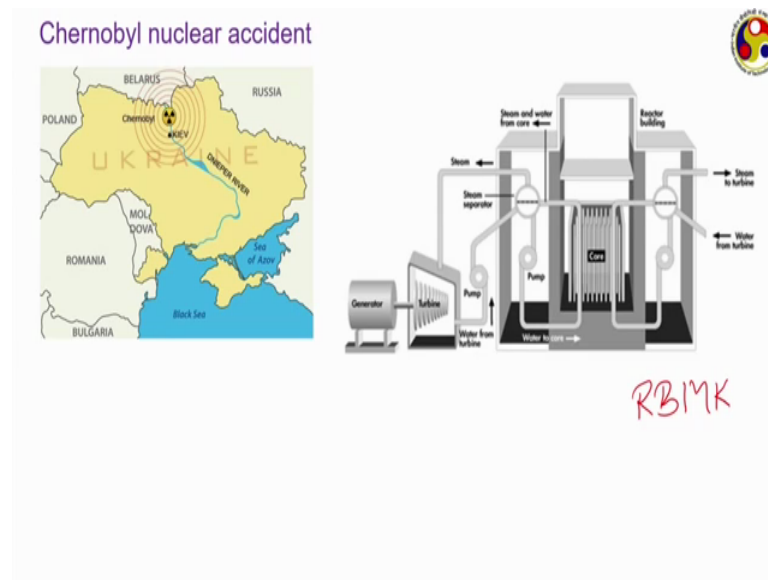 Chernobyl nuclear accident
BELARUS
RUSSIA
POLAND
Chernobyl
KIEV
UKRAINE
DNIEPER RIVER
MOL
DOVA
ROMANIA
Sea
of Azov
Black Sea
BULGARIA
Steam and water
from core
Reactor
building
Steam
Steam
to turbine
Steam
separator
Water
from turbine
Core
Pump
Pump
Generator
Turbine
Water from
turbine
Water to core
RBMK